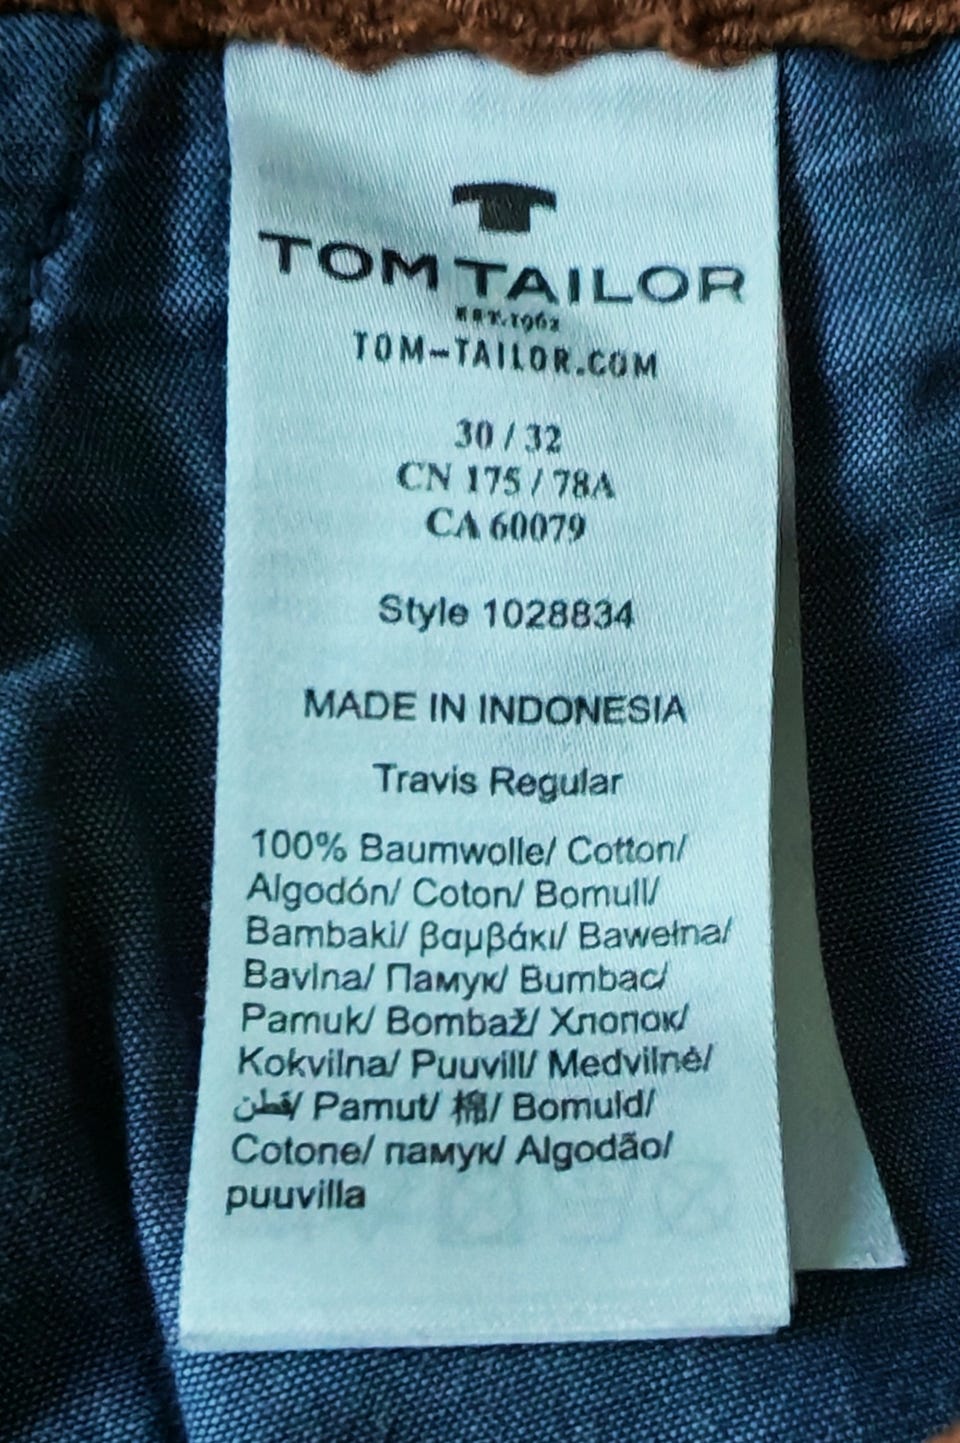 TOM TAILOR
EST.1962
TOM-TAILOR.COM
30 / 32
CN 175 / 78A
CA 60079
Style 1028834
MADE IN INDONESIA
Travis Regular
100% Baumwolle/ Cotton/
Algodón/ Coton/ Bomull/
Bambaki/ βαμβάκι/ Bawełna/
Bavlna/ Памук/ Bumbac/
Pamuk/ Bombaž/ Хлопок/
Kokvilna/ Puuvill/ Medvilnė/
قطن/ Pamut/ 棉/ Bomuld/
Cotone/ памук/ Algodão/
puuvilla